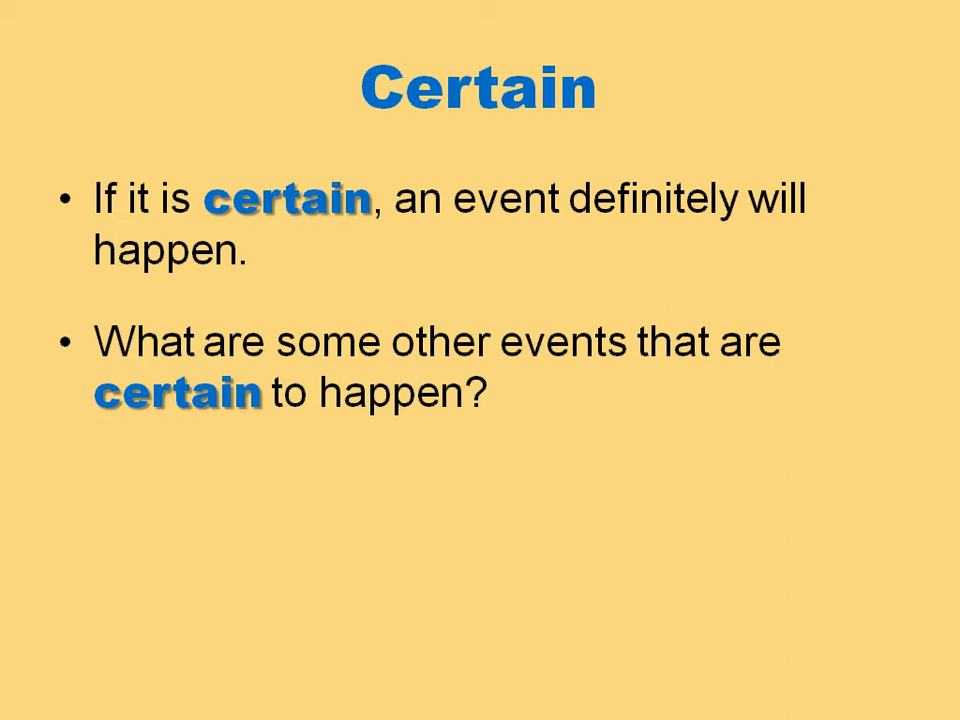 Certain
• If it is certain, an event definitely will
happen.
• What are some other events that are
certain to happen?